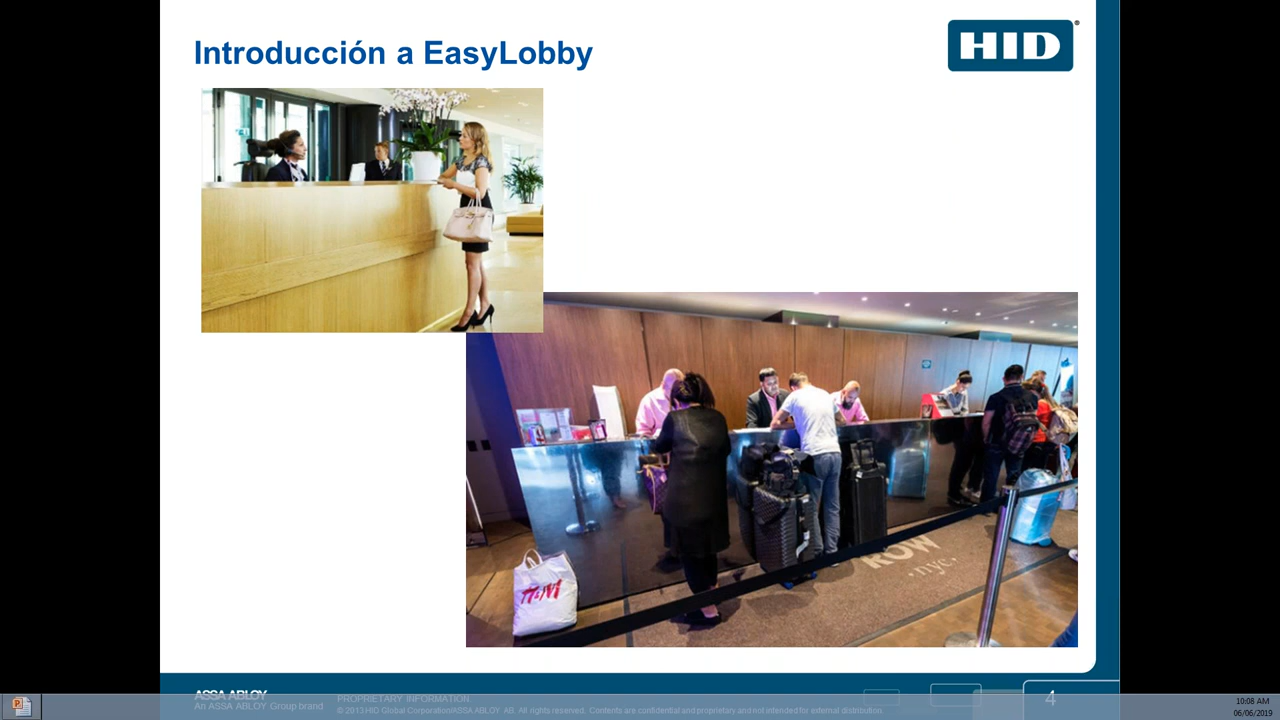 Introducción a EasyLobby
HID
H&M
ROW
nyc
ASSA ABLOY
An ASSA ABLOY Group brand
PROPRIETARY INFORMATION.
© 2013 HID Global Corporation/ASSA ABLOY AB. All rights reserved. Contents are confidential and proprietary and not intended for external distribution.
4
10:08 AM
06/06/2019